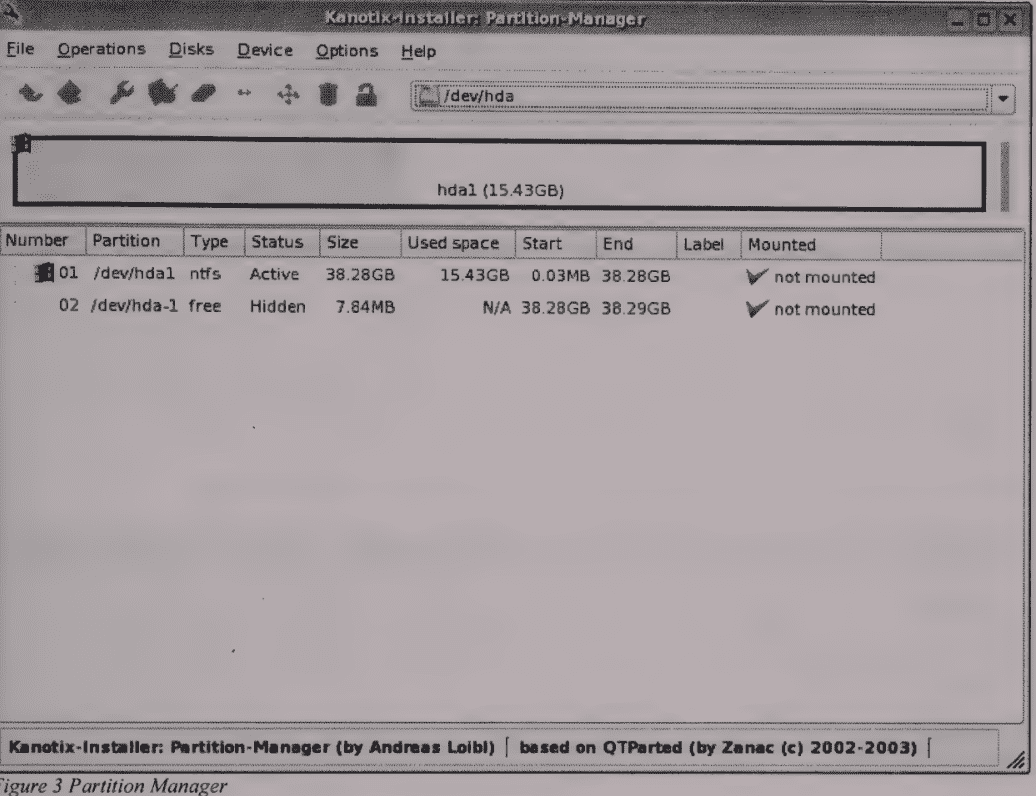 Kanotix-Installer: Partition-Manager
File Operations Disks Device Options Help
/dev/hda
hda1 (15.43GB)
Number Partition Type Status Size Used space Start End Label Mounted
01 /dev/hda1 ntfs Active 38.28GB 15.43GB 0.03MB 38.28GB not mounted
02 /dev/hda-1 free Hidden 7.84MB N/A 38.28GB 38.29GB not mounted
Kanotix-Installer: Partition-Manager (by Andreas Loibl) based on QTParted (by Zanac (c) 2002-2003)
Figure 3 Partition Manager